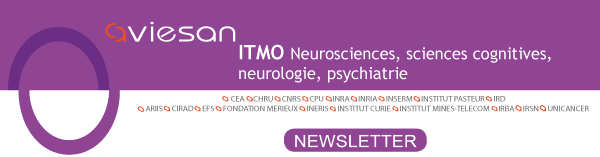 aviesan
ITMO Neurosciences, sciences cognitives,
neurologie, psychiatrie
CEA CHRU CNRS CPU INRA INRIA INSERM INSTITUT PASTEUR IRD
ARIIS CIRAD EFS FONDATION MERIEUX INERIS INSTITUT CURIE INSTITUT MINES-TELECOM IRBA IRSN UNICANCER
NEWSLETTER